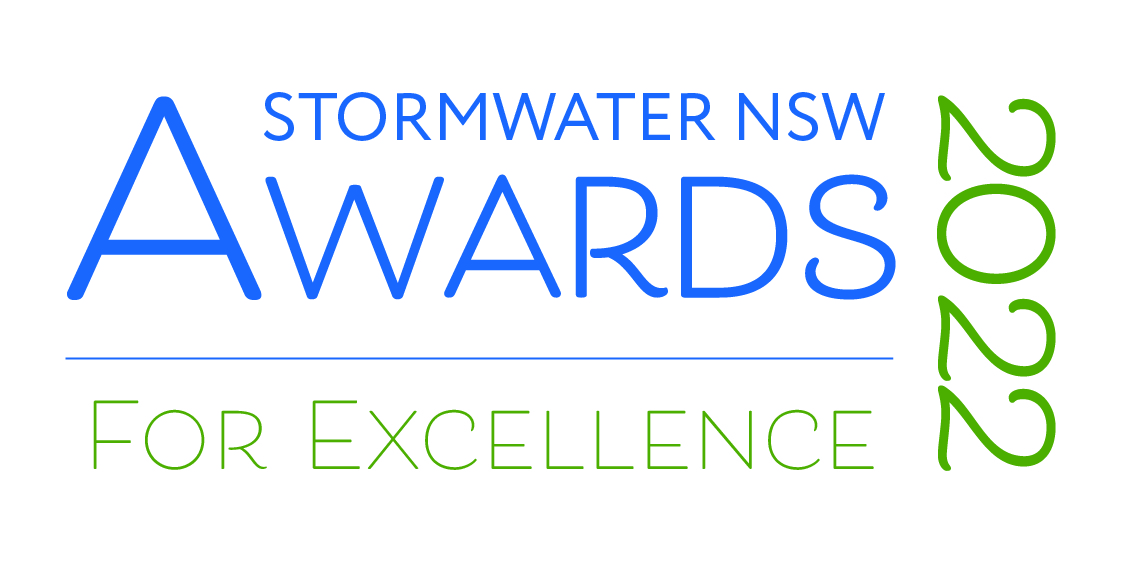 STORMWATER NSW
AWARDS
FOR EXCELLENCE
2022